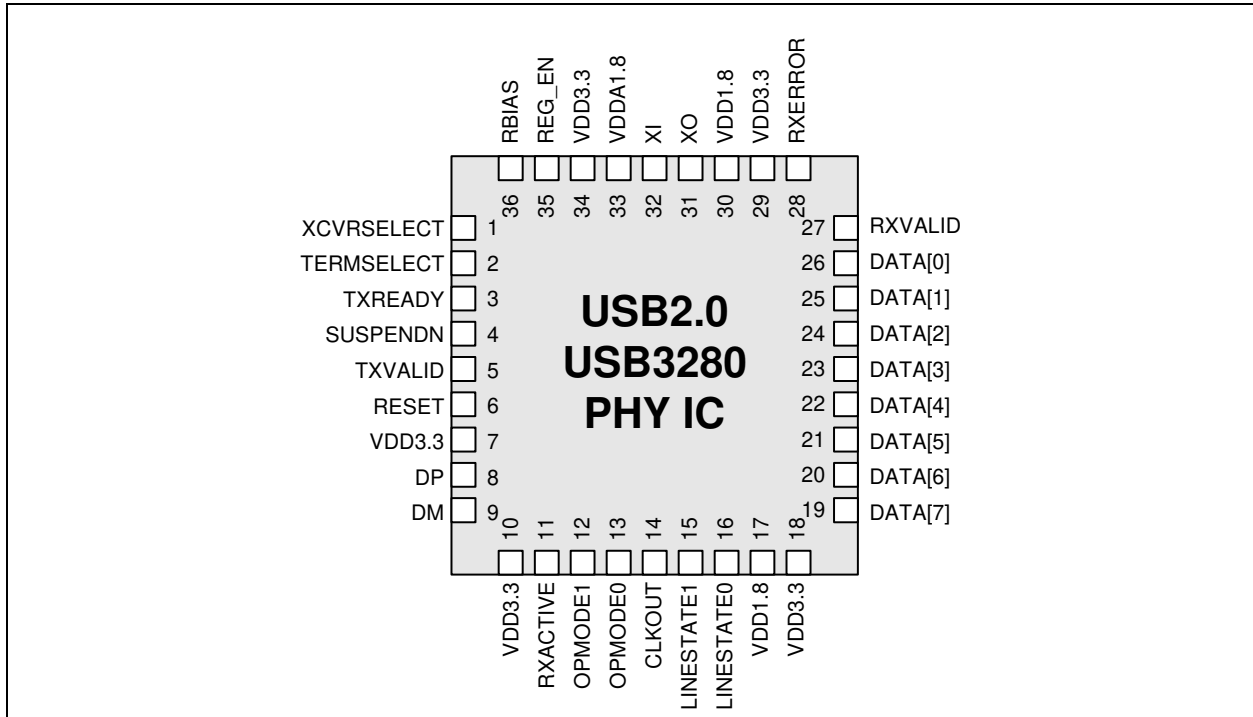 RBIAS
REG_EN
VDD3.3
VDDA1.8
XI
XO
VDD1.8
VDD3.3
RXERROR
36
35
34
33
32
31
30
29
28
XCVRSELECT 1
TERMSELECT 2
TXREADY 3
SUSPENDN 4
TXVALID 5
RESET 6
VDD3.3 7
DP 8
DM 9
USB2.0
USB3280
PHY IC
27 RXVALID
26 DATA[0]
25 DATA[1]
24 DATA[2]
23 DATA[3]
22 DATA[4]
21 DATA[5]
20 DATA[6]
19 DATA[7]
10
11
12
13
14
15
16
17
18
VDD3.3
RXACTIVE
OPMODE1
OPMODE0
CLKOUT
LINESTATE1
LINESTATE0
VDD1.8
VDD3.3